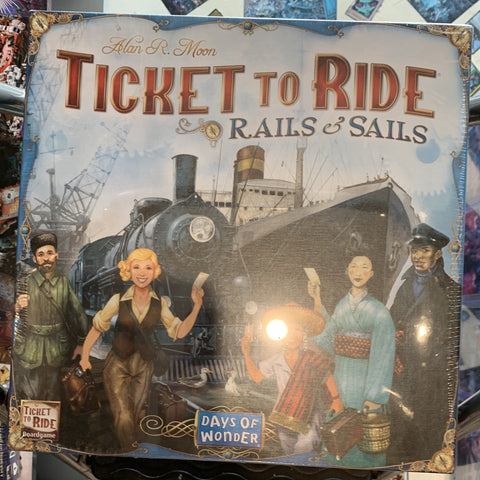 Alan R. Moon
TICKET TO RIDE
RAILS & SAILS
TICKET
TO
RIDE
Boardgame
DAYS OF
WONDER